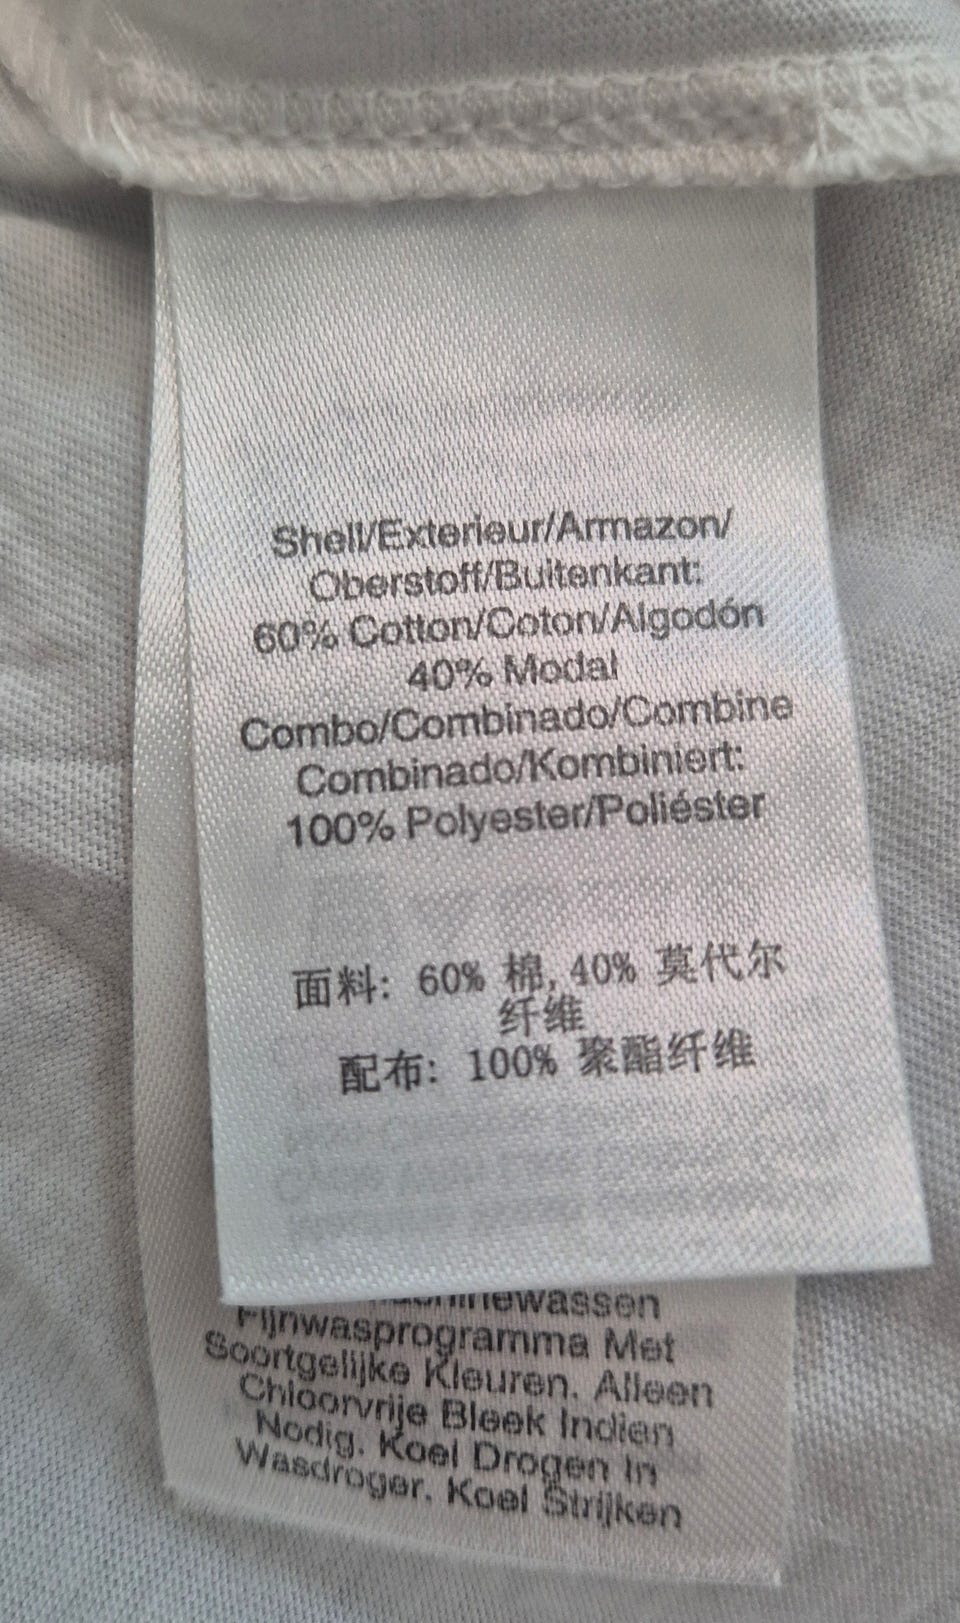 Shell/Exterieur/Armazon/
Oberstoff/Buitenkant:
60% Cotton/Coton/Algodón
40% Modal
Combo/Combinado/Combine
Combinado/Kombiniert:
100% Polyester/Poliéster
面料: 60% 棉,40% 莫代尔
纤维
配布: 100% 聚酯纤维
Fijnwasprogramma Met
Soortgelijke Kleuren. Alleen
Chloorvrije Bleek Indien
Nodig. Koel Drogen In
Wasdroger. Koel Strijken